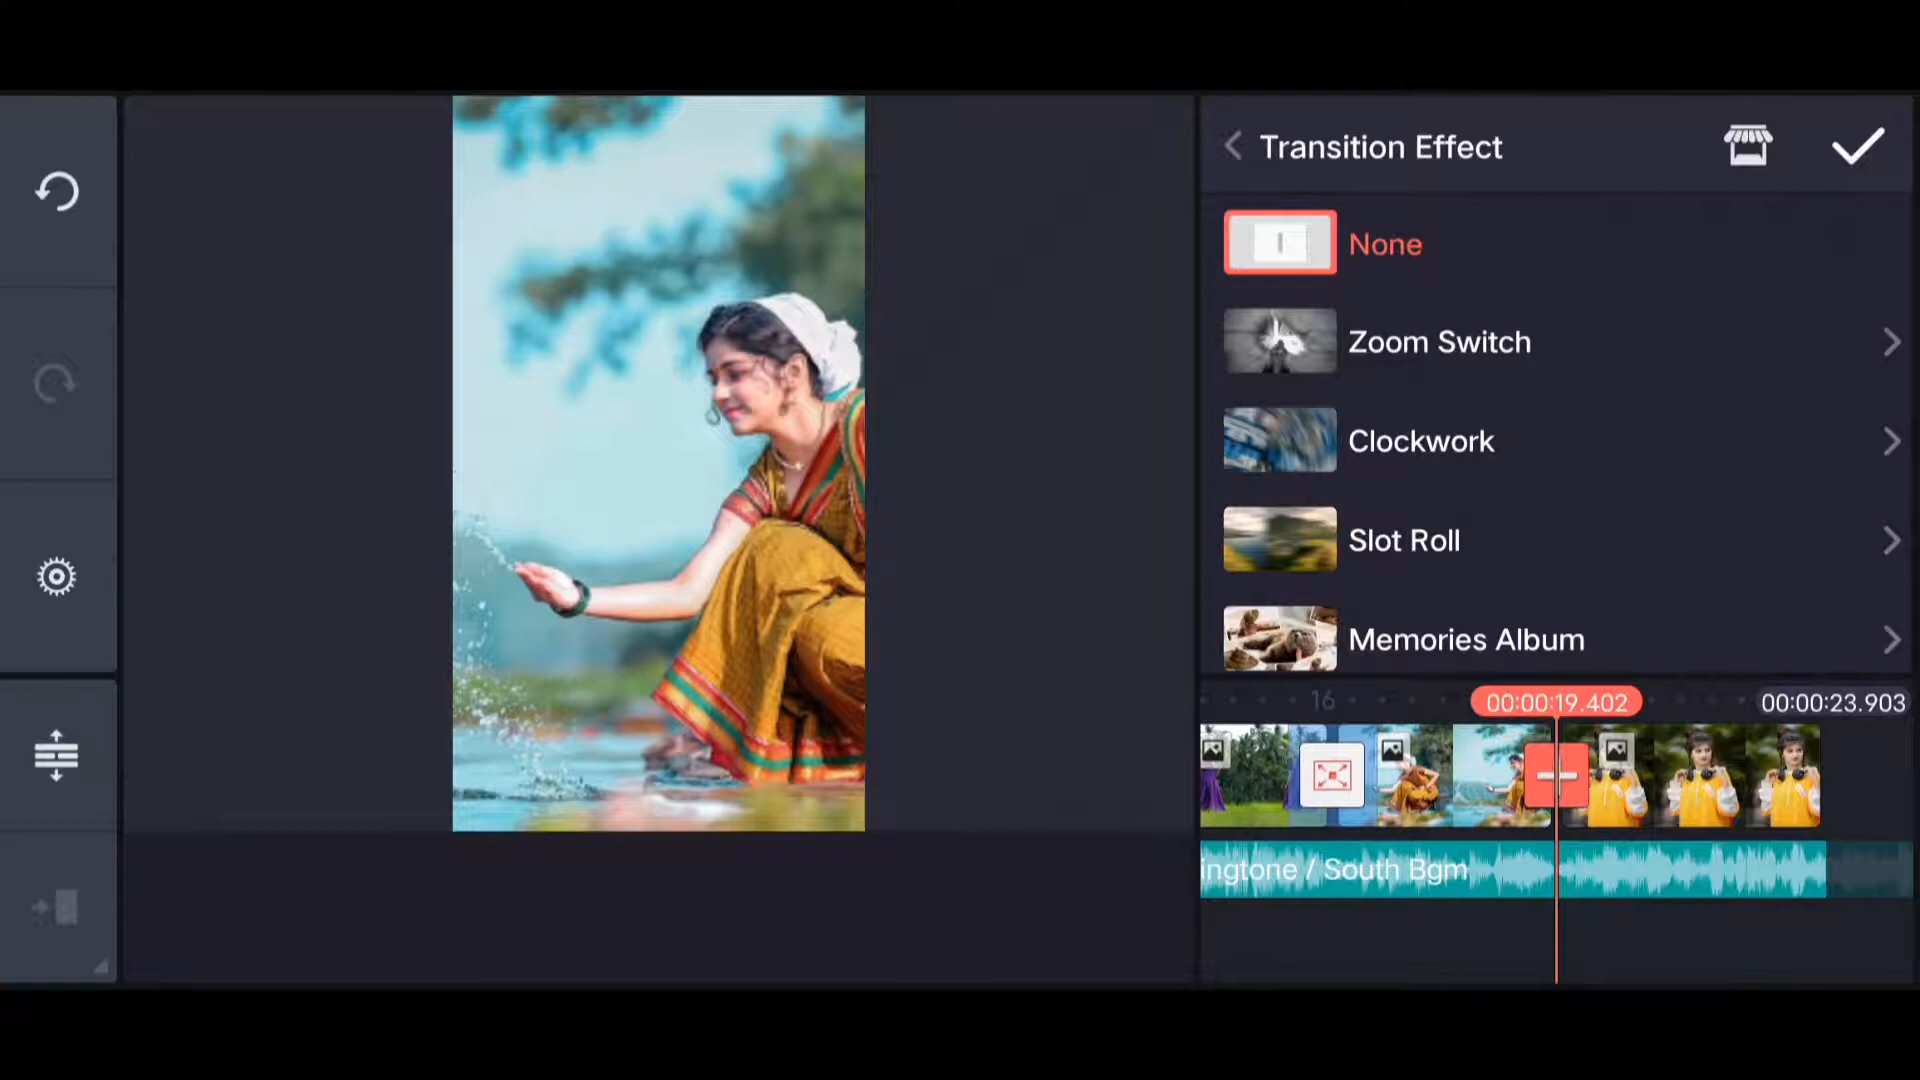 Transition Effect
None
Zoom Switch
Clockwork
Slot Roll
Memories Album
16
00:00:19.402
00:00:23.903
ingtone / South Bgm